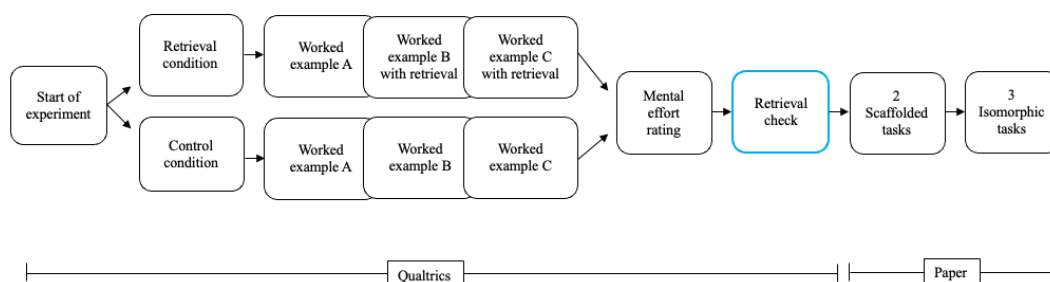 Start of
experiment
Retrieval
condition
Worked
example A
Worked
example B
with retrieval
Worked
example C
with retrieval
Control
condition
Worked
example A
Worked
example B
Worked
example C
Mental
effort
rating
Retrieval
check
2
Scaffolded
tasks
3
Isomorphic
tasks
Qualtrics
Paper